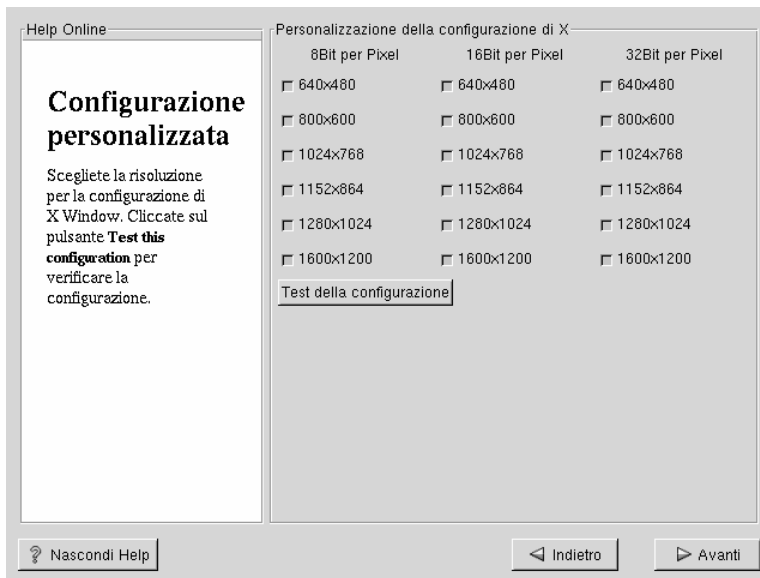 Help Online
Configurazione
personalizzata
Scegliete la risoluzione
per la configurazione di
X Window. Cliccate sul
pulsante Test this
configuration per
verificare la
configurazione.
Personalizzazione della configurazione di X
8Bit per Pixel 16Bit per Pixel 32Bit per Pixel
640x480 640x480 640x480
800x600 800x600 800x600
1024x768 1024x768 1024x768
1152x864 1152x864 1152x864
1280x1024 1280x1024 1280x1024
1600x1200 1600x1200 1600x1200
Test della configurazione
Nascondi Help Indietro Avanti